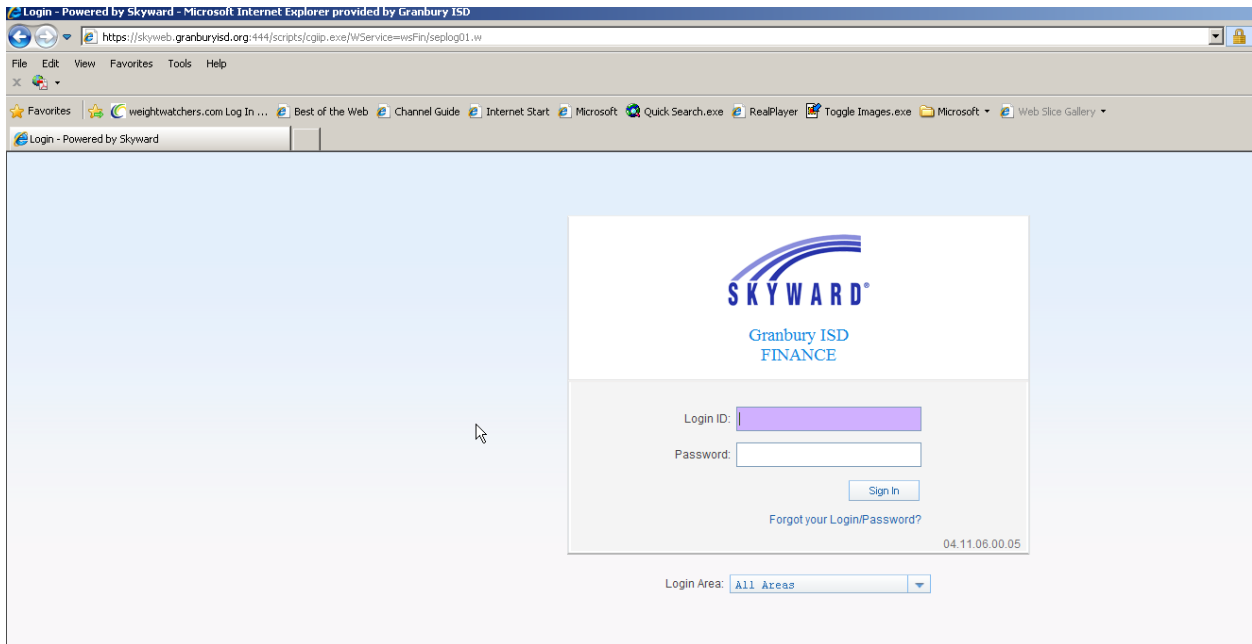 Login - Powered by Skyward - Microsoft Internet Explorer provided by Granbury ISD
https://skyweb.granburyisd.org:444/scripts/cgiip.exe/WService=wsFin/seplog01.w
File Edit View Favorites Tools Help
Favorites weightwatchers.com Log In ... Best of the Web Channel Guide Internet Start Microsoft Quick Search.exe RealPlayer Toggle Images.exe Microsoft Web Slice Gallery
Login - Powered by Skyward
SKYWARD®
Granbury ISD
FINANCE
Login ID:
Password:
Sign In
Forgot your Login/Password?
04.11.06.00.05
Login Area: All Areas